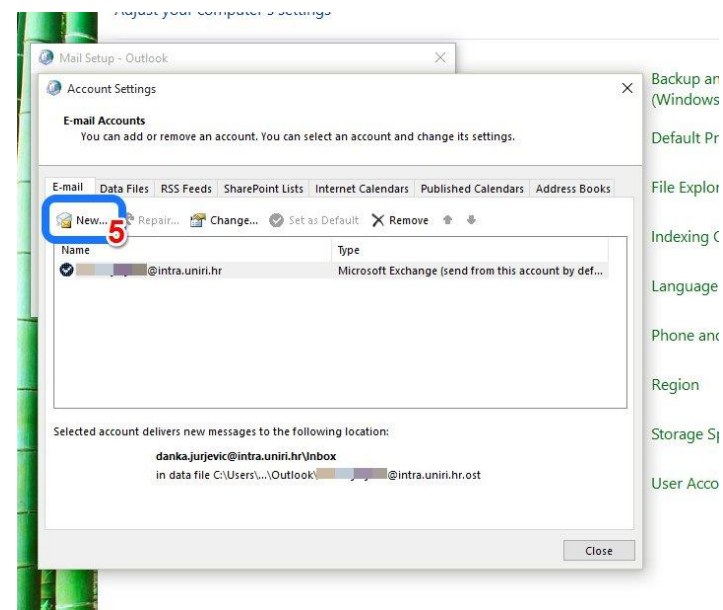 Adjust your computer's settings
Mail Setup - Outlook
Account Settings
E-mail Accounts
You can add or remove an account. You can select an account and change its settings.
E-mail Data Files RSS Feeds SharePoint Lists Internet Calendars Published Calendars Address Books
New... Repair... Change... Set as Default Remove
5
Name Type
@intra.uniri.hr Microsoft Exchange (send from this account by def...
Selected account delivers new messages to the following location:
danka.jurjevic@intra.uniri.hr\Inbox
in data file C:\Users\...\Outlook\ @intra.uniri.hr.ost
Close
Backup an
(Windows
Default Pr
File Explor
Indexing O
Language
Phone and
Region
Storage Sp
User Acco